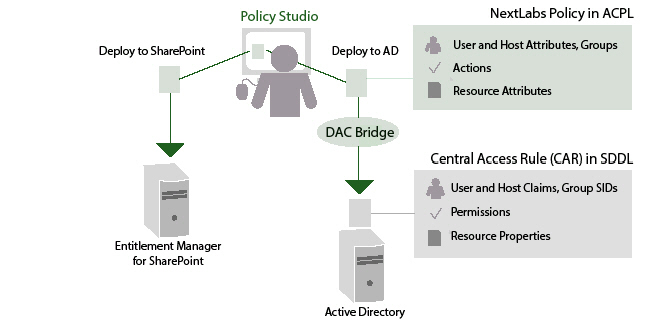 Policy Studio
NextLabs Policy in ACPL
Deploy to SharePoint
Deploy to AD
User and Host Attributes, Groups
Actions
Resource Attributes
DAC Bridge
Central Access Rule (CAR) in SDDL
User and Host Claims, Group SIDs
Permissions
Resource Properties
Entitlement Manager
for SharePoint
Active Directory